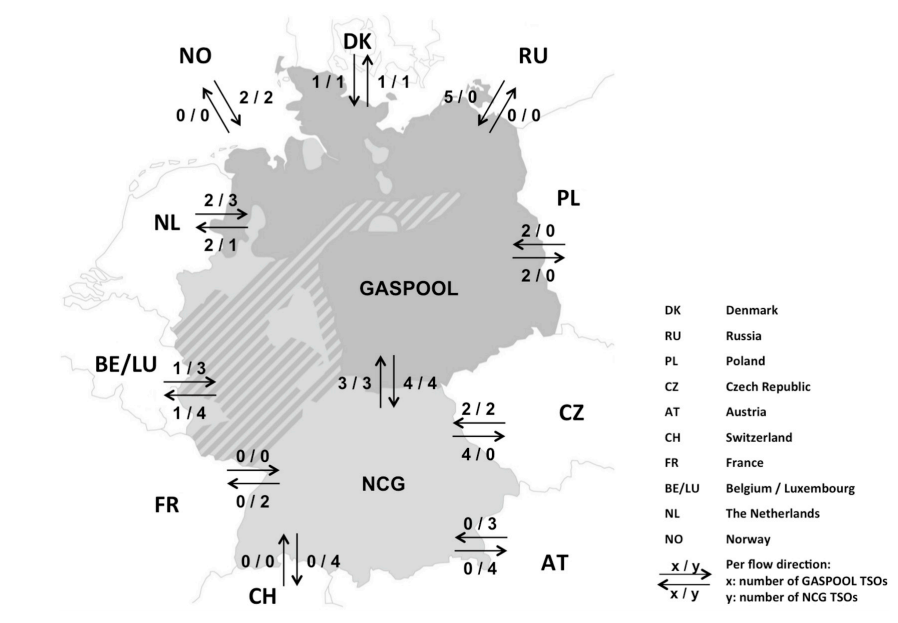 DK
NO
RU
1 / 1
1 / 1
2 / 2
0 / 0
5 / 0
0 / 0
2 / 3
NL
2 / 1
PL
2 / 0
2 / 0
GASPOOL
BE/LU
1 / 3
1 / 4
3 / 3
4 / 4
2 / 2
CZ
4 / 0
0 / 0
FR
0 / 2
NCG
0 / 3
AT
0 / 4
0 / 0
0 / 4
CH
DK Denmark
RU Russia
PL Poland
CZ Czech Republic
AT Austria
CH Switzerland
FR France
BE/LU Belgium / Luxembourg
NL The Netherlands
NO Norway
x / y
x / y
Per flow direction:
x: number of GASPOOL TSOs
y: number of NCG TSOs